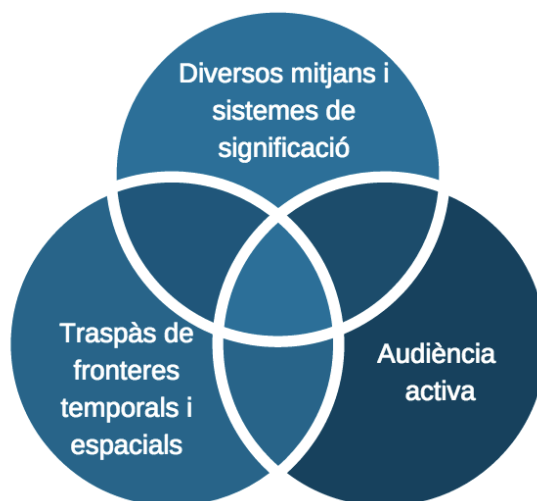 Diversos mitjans i
sistemes de
significació
Traspàs de
fronteres
temporals i
espacials
Audiència
activa